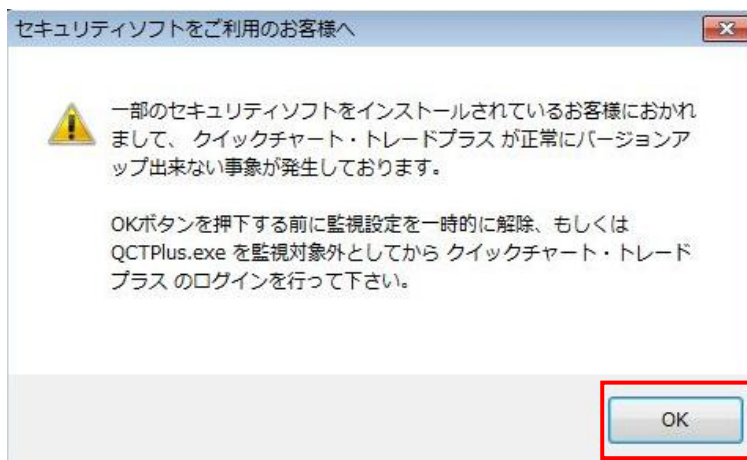 セキュリティソフトをご利用のお客様へ
一部のセキュリティソフトをインストールされているお客様におかれ
まして、 クイックチャート・トレードプラス が正常にバージョンア
ップ出来ない事象が発生しております。
OKボタンを押下する前に監視設定を一時的に解除、もしくは
QCTPlus.exe を監視対象外としてから クイックチャート・トレード
プラス のログインを行って下さい。
OK